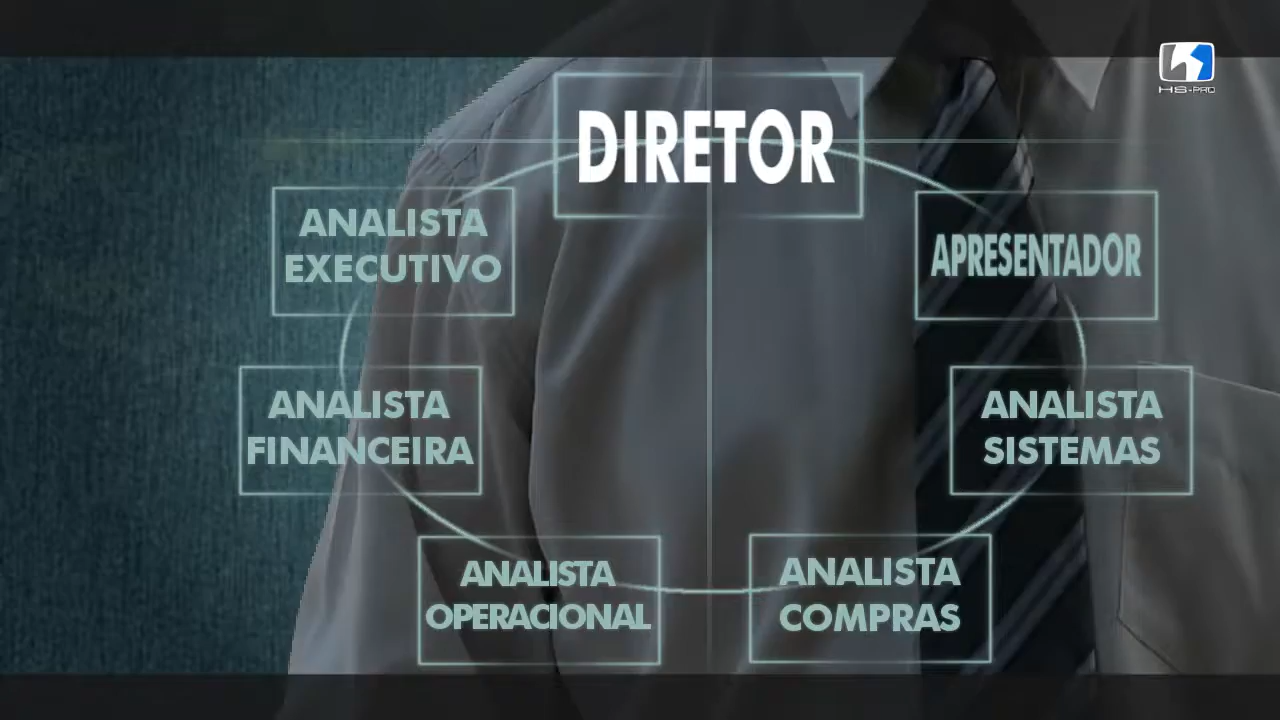 HS-PRO
DIRETOR
ANALISTA
EXECUTIVO
APRESENTADOR
ANALISTA
FINANCEIRA
ANALISTA
SISTEMAS
ANALISTA
OPERACIONAL
ANALISTA
COMPRAS